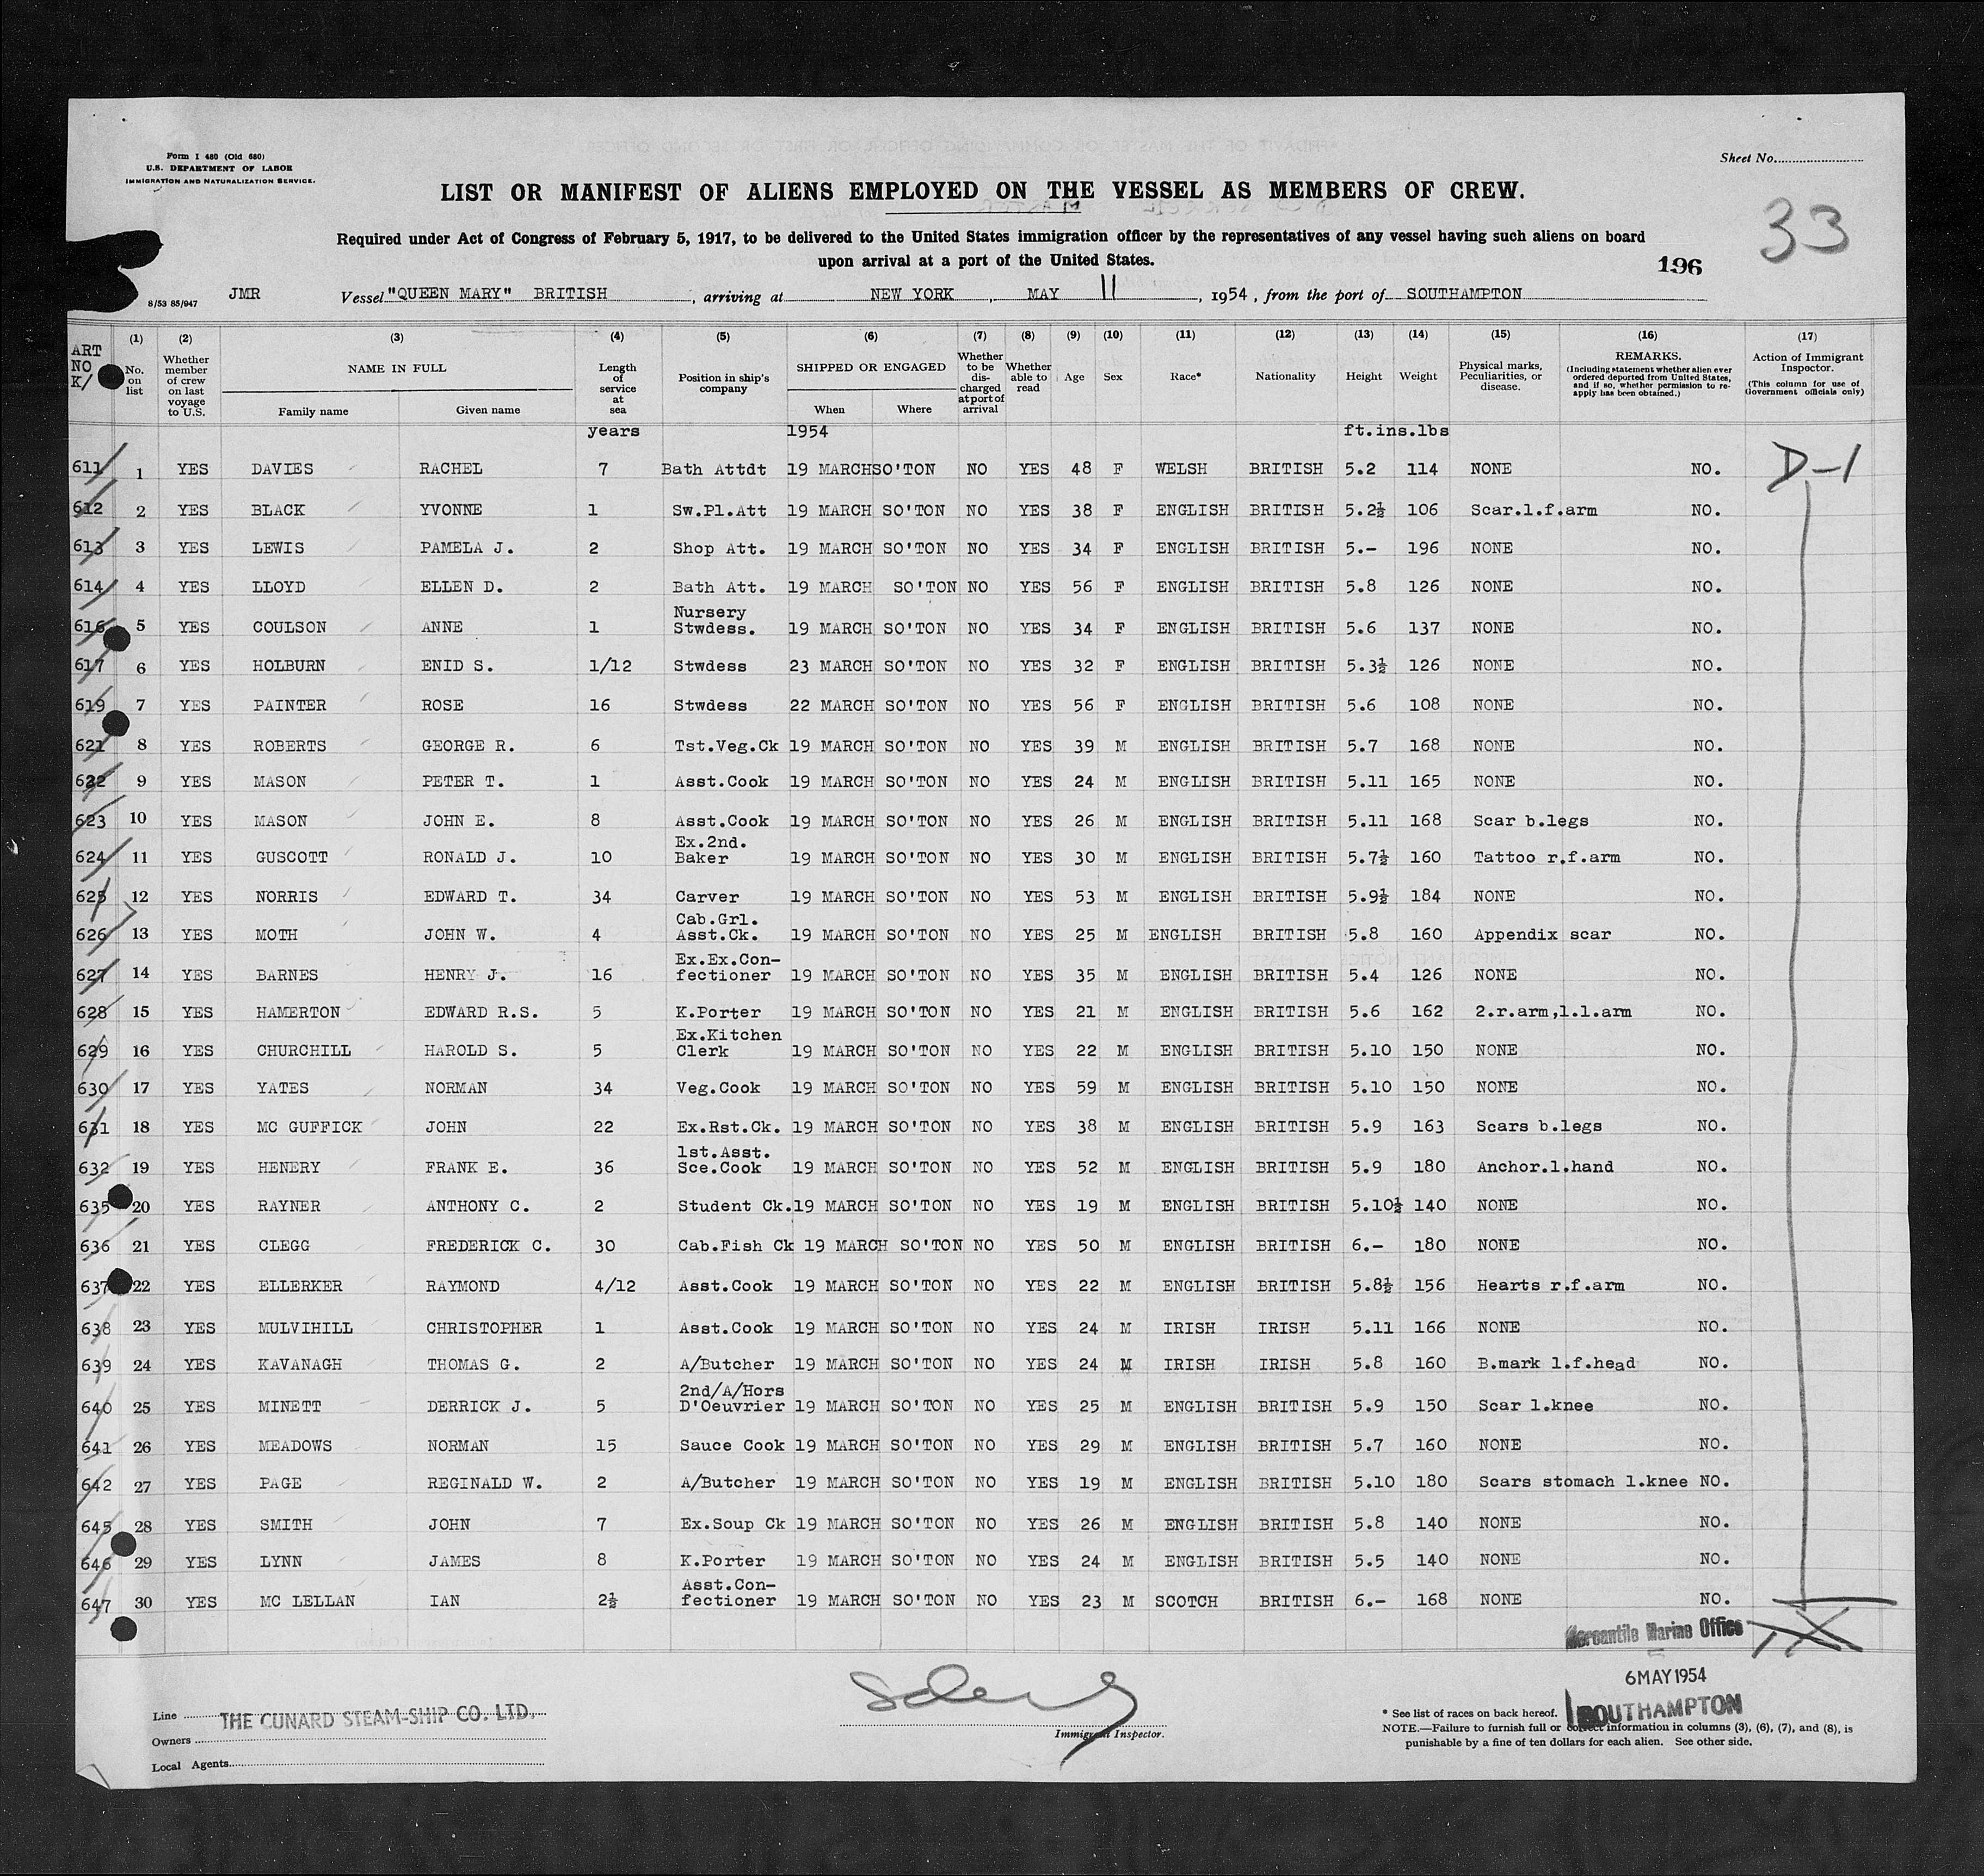 Form I 480 (Old 680)
U.S. DEPARTMENT OF LABOR
IMMIGRATION AND NATURALIZATION SERVICE.
Sheet No.
LIST OR MANIFEST OF ALIENS EMPLOYED ON THE VESSEL AS MEMBERS OF CREW.
33
Required under Act of Congress of February 5, 1917, to be delivered to the United States immigration officer by the representatives of any vessel having such aliens on board
upon arrival at a port of the United States.
196
8/53 85/947 JMR Vessel "QUEEN MARY" BRITISH, arriving at NEW YORK, MAY 11, 1954, from the port of SOUTHAMPTON
ART NO K/ (1) No. on list (2) Whether member of crew on last voyage to U.S. (3) NAME IN FULL Family name Given name (4) Length of service at sea (5) Position in ship's company (6) SHIPPED OR ENGAGED When Where (7) Whether to be discharged at port of arrival (8) Whether able to read (9) Age (10) Sex (11) Race* (12) Nationality (13) Height (14) Weight (15) Physical marks, Peculiarities, or disease. (16) REMARKS. (Including statement whether alien ever ordered deported from United States, and if so, whether permission to re-apply has been obtained.) (17) Action of Immigrant Inspector. (This column for use of Government officials only)
years 1954 ft.ins.lbs
611 1 YES DAVIES RACHEL 7 Bath Attdt 19 MARCH SO'TON NO YES 48 F WELSH BRITISH 5.2 114 NONE NO. D-1
612 2 YES BLACK YVONNE 1 Sw.Pl.Att 19 MARCH SO'TON NO YES 38 F ENGLISH BRITISH 5.2½ 106 Scar.l.f.arm NO.
613 3 YES LEWIS PAMELA J. 2 Shop Att. 19 MARCH SO'TON NO YES 34 F ENGLISH BRITISH 5.- 196 NONE NO.
614 4 YES LLOYD ELLEN D. 2 Bath Att. 19 MARCH SO'TON NO YES 56 F ENGLISH BRITISH 5.8 126 NONE NO.
616 5 YES COULSON ANNE 1 Nursery Stwdess. 19 MARCH SO'TON NO YES 34 F ENGLISH BRITISH 5.6 137 NONE NO.
617 6 YES HOLBURN ENID S. 1/12 Stwdess 23 MARCH SO'TON NO YES 32 F ENGLISH BRITISH 5.3½ 126 NONE NO.
619 7 YES PAINTER ROSE 16 Stwdess 22 MARCH SO'TON NO YES 56 F ENGLISH BRITISH 5.6 108 NONE NO.
621 8 YES ROBERTS GEORGE R. 6 Tst.Veg.Ck 19 MARCH SO'TON NO YES 39 M ENGLISH BRITISH 5.7 168 NONE NO.
622 9 YES MASON PETER T. 1 Asst.Cook 19 MARCH SO'TON NO YES 24 M ENGLISH BRITISH 5.11 165 NONE NO.
623 10 YES MASON JOHN E. 8 Asst.Cook 19 MARCH SO'TON NO YES 26 M ENGLISH BRITISH 5.11 168 Scar b.legs NO.
624 11 YES GUSCOTT RONALD J. 10 Ex.2nd. Baker 19 MARCH SO'TON NO YES 30 M ENGLISH BRITISH 5.7½ 160 Tattoo r.f.arm NO.
625 12 YES NORRIS EDWARD T. 34 Carver 19 MARCH SO'TON NO YES 53 M ENGLISH BRITISH 5.9½ 184 NONE NO.
626 13 YES MOTH JOHN W. 4 Cab.Grl. Asst.Ck. 19 MARCH SO'TON NO YES 25 M ENGLISH BRITISH 5.8 160 Appendix scar NO.
627 14 YES BARNES HENRY J. 16 Ex.Ex.Con-fectioner 19 MARCH SO'TON NO YES 35 M ENGLISH BRITISH 5.4 126 NONE NO.
628 15 YES HAMERTON EDWARD R.S. 5 K.Porter 19 MARCH SO'TON NO YES 21 M ENGLISH BRITISH 5.6 162 2.r.arm,l.l.arm NO.
629 16 YES CHURCHILL HAROLD S. 5 Ex.Kitchen Clerk 19 MARCH SO'TON NO YES 22 M ENGLISH BRITISH 5.10 150 NONE NO.
630 17 YES YATES NORMAN 34 Veg.Cook 19 MARCH SO'TON NO YES 59 M ENGLISH BRITISH 5.10 150 NONE NO.
631 18 YES MC GUFFICK JOHN 22 Ex.Rst.Ck. 19 MARCH SO'TON NO YES 38 M ENGLISH BRITISH 5.9 163 Scars b.legs NO.
632 19 YES HENERY FRANK E. 36 1st.Asst. Sce.Cook 19 MARCH SO'TON NO YES 52 M ENGLISH BRITISH 5.9 180 Anchor.l.hand NO.
635 20 YES RAYNER ANTHONY C. 2 Student Ck. 19 MARCH SO'TON NO YES 19 M ENGLISH BRITISH 5.10½ 140 NONE NO.
636 21 YES CLEGG FREDERICK C. 30 Cab.Fish Ck 19 MARCH SO'TON NO YES 50 M ENGLISH BRITISH 6.- 180 NONE NO.
637 22 YES ELLERKER RAYMOND 4/12 Asst.Cook 19 MARCH SO'TON NO YES 22 M ENGLISH BRITISH 5.8½ 156 Hearts r.f.arm NO.
638 23 YES MULVIHILL CHRISTOPHER 1 Asst.Cook 19 MARCH SO'TON NO YES 24 M IRISH IRISH 5.11 166 NONE NO.
639 24 YES KAVANAGH THOMAS G. 2 A/Butcher 19 MARCH SO'TON NO YES 24 M IRISH IRISH 5.8 160 B.mark l.f.head NO.
640 25 YES MINETT DERRICK J. 5 2nd/A/Hors D'Oeuvrier 19 MARCH SO'TON NO YES 25 M ENGLISH BRITISH 5.9 150 Scar l.knee NO.
641 26 YES MEADOWS NORMAN 15 Sauce Cook 19 MARCH SO'TON NO YES 29 M ENGLISH BRITISH 5.7 160 NONE NO.
642 27 YES PAGE REGINALD W. 2 A/Butcher 19 MARCH SO'TON NO YES 19 M ENGLISH BRITISH 5.10 180 Scars stomach l.knee NO.
645 28 YES SMITH JOHN 7 Ex.Soup Ck 19 MARCH SO'TON NO YES 26 M ENGLISH BRITISH 5.8 140 NONE NO.
646 29 YES LYNN JAMES 8 K.Porter 19 MARCH SO'TON NO YES 24 M ENGLISH BRITISH 5.5 140 NONE NO.
647 30 YES MC LELLAN IAN 2½ Asst.Con-fectioner 19 MARCH SO'TON NO YES 23 M SCOTCH BRITISH 6.- 168 NONE NO.
Mercantile Marine Office
6 MAY 1954
SOUTHAMPTON
Line THE CUNARD STEAM-SHIP CO. LTD.
Owners
Local Agents
Immigrant Inspector.
* See list of races on back hereof.
NOTE.—Failure to furnish full or correct information in columns (3), (6), (7), and (8), is
punishable by a fine of ten dollars for each alien. See other side.